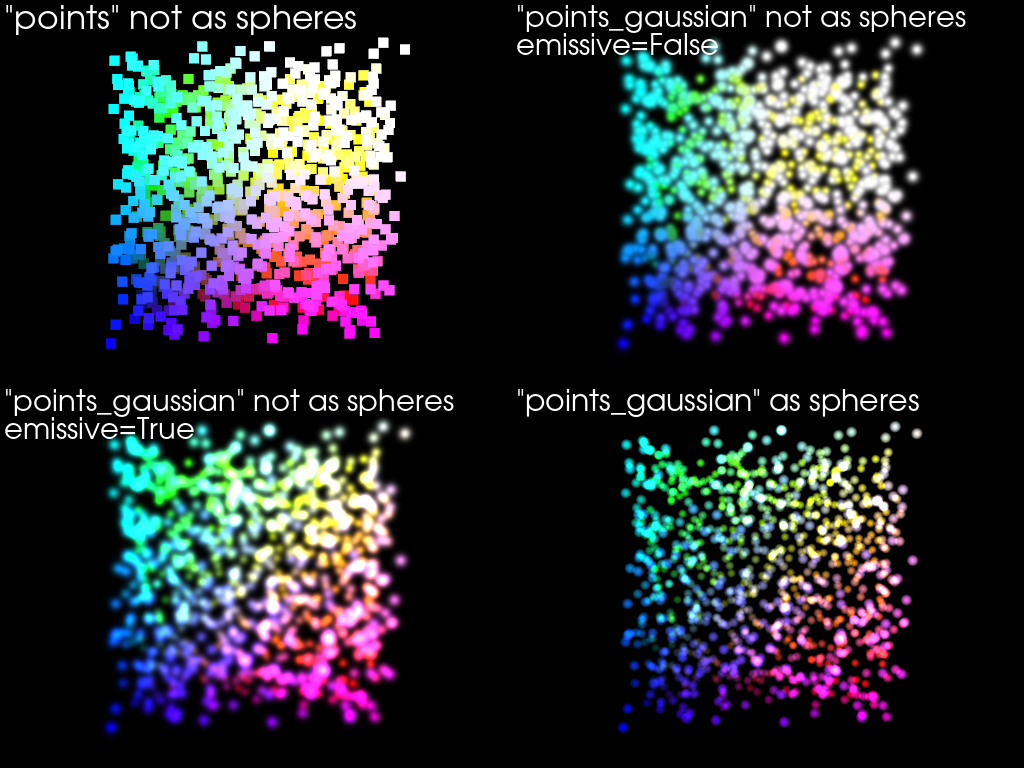 "points" not as spheres
"points_gaussian" not as spheres
emissive=False
"points_gaussian" not as spheres
emissive=True
"points_gaussian" as spheres